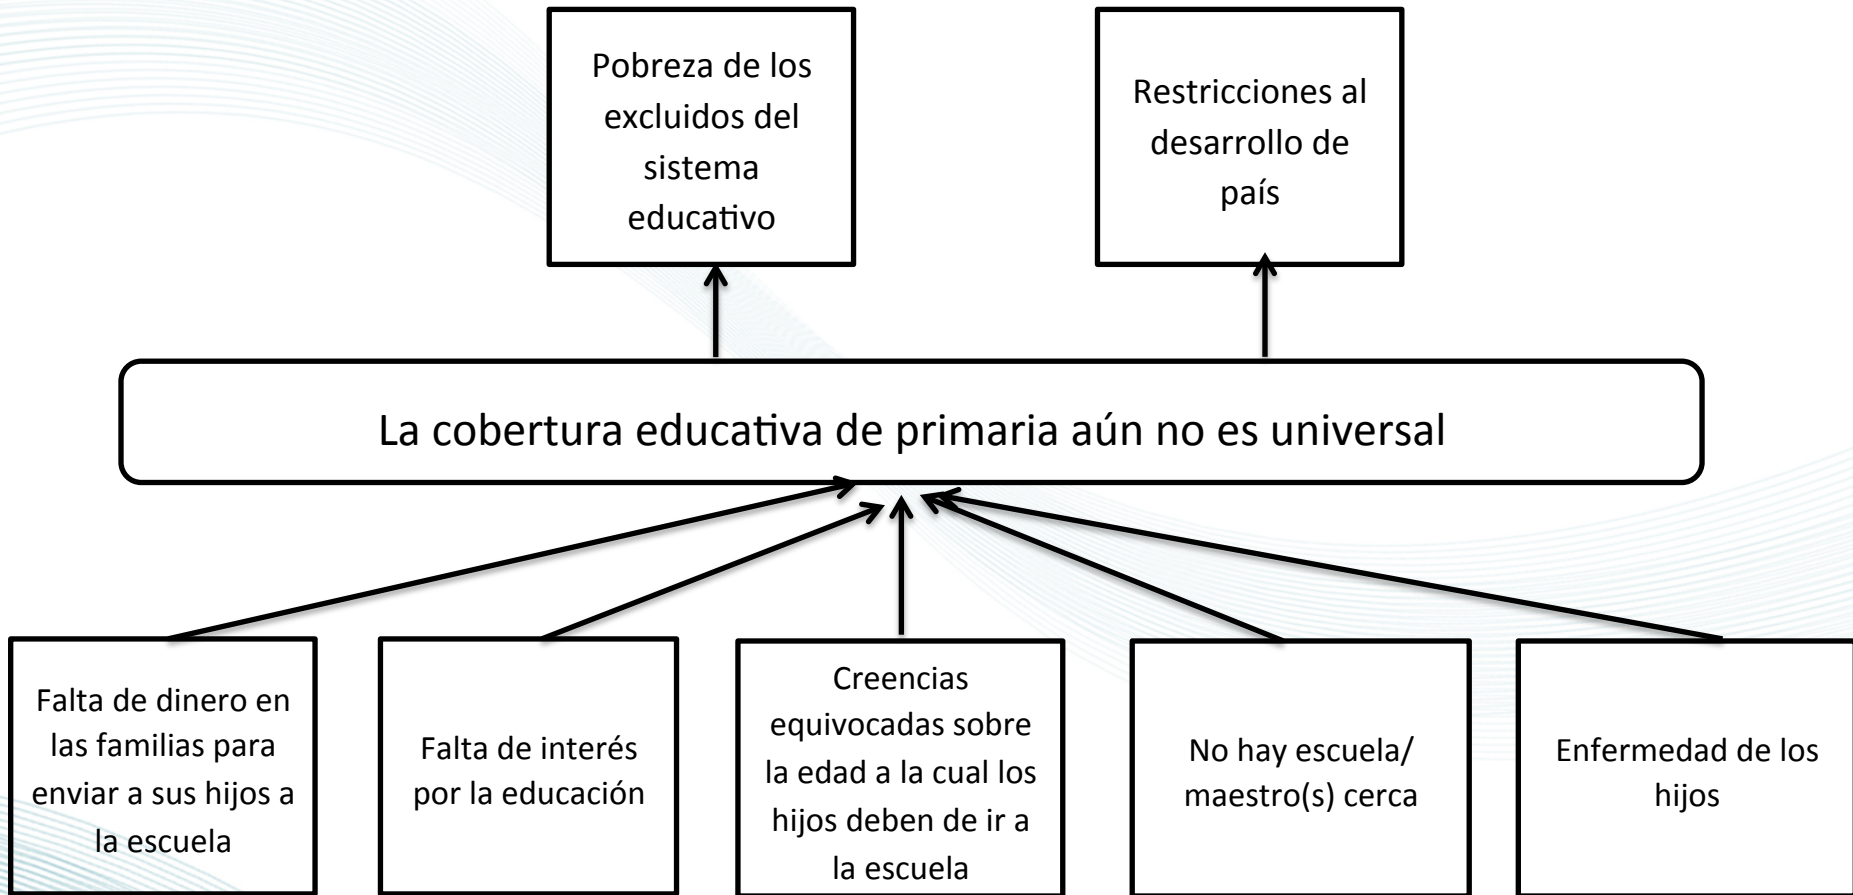 Pobreza de los
excluidos del
sistema
educativo
Restricciones al
desarrollo de
país
La cobertura educativa de primaria aún no es universal
Falta de dinero en
las familias para
enviar a sus hijos a
la escuela
Falta de interés
por la educación
Creencias
equivocadas sobre
la edad a la cual los
hijos deben de ir a
la escuela
No hay escuela/
maestro(s) cerca
Enfermedad de los
hijos